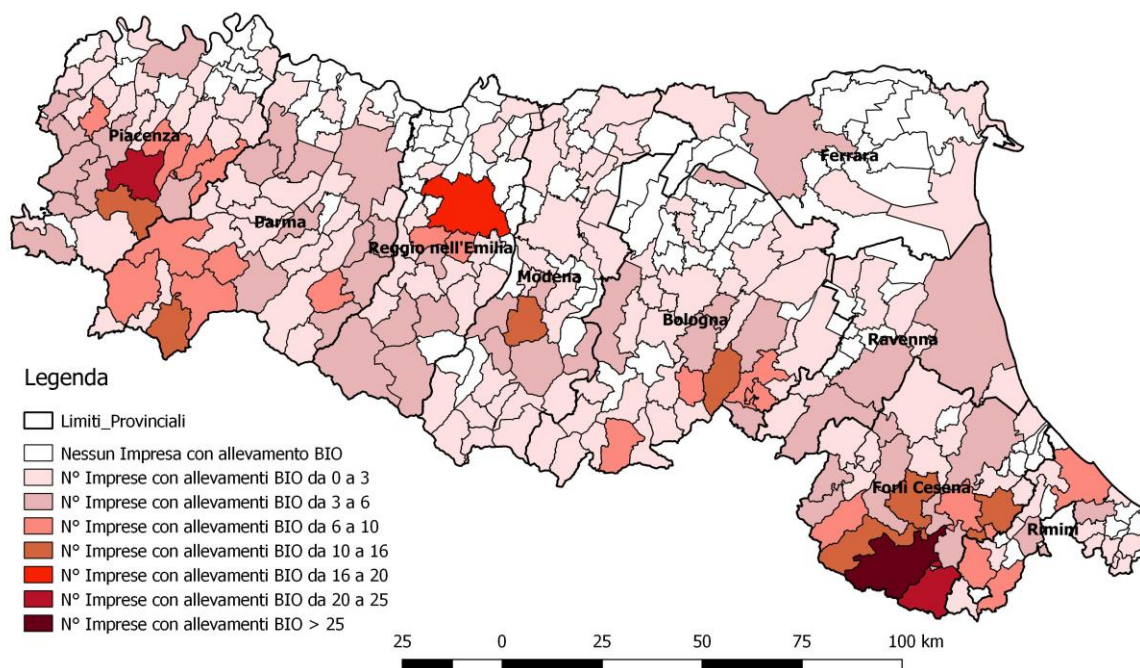 Piacenza
Ferrara
Parma
Reggio nell'Emilia
Modena
Bologna
Ravenna
Forlì Cesena
Rimini
Legenda
Limiti_Provinciali
Nessun Impresa con allevamento BIO
N° Imprese con allevamenti BIO da 0 a 3
N° Imprese con allevamenti BIO da 3 a 6
N° Imprese con allevamenti BIO da 6 a 10
N° Imprese con allevamenti BIO da 10 a 16
N° Imprese con allevamenti BIO da 16 a 20
N° Imprese con allevamenti BIO da 20 a 25
N° Imprese con allevamenti BIO > 25
25 0 25 50 75 100 km